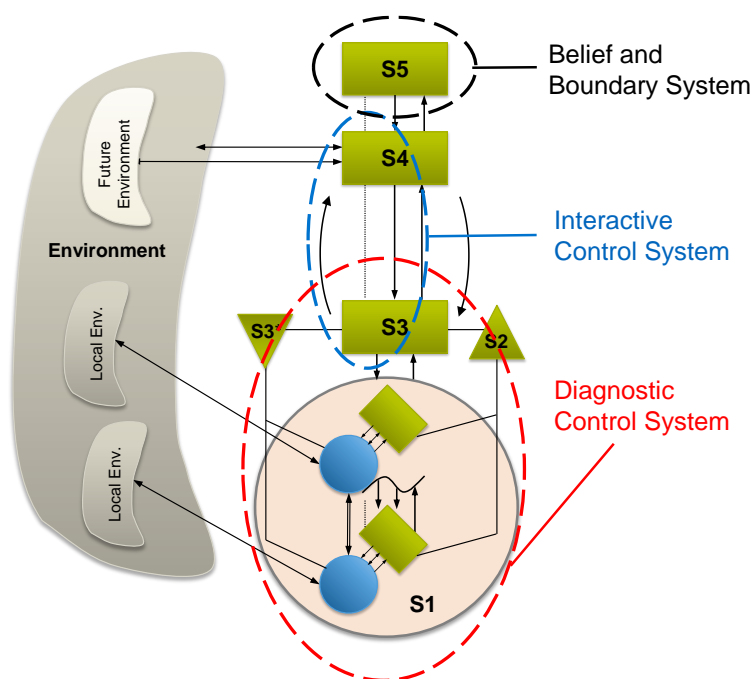 S5
Belief and
Boundary System
S4
Future
Environment
Environment
Interactive
Control System
S3*
S3
S2
Local Env.
Diagnostic
Control System
Local Env.
S1